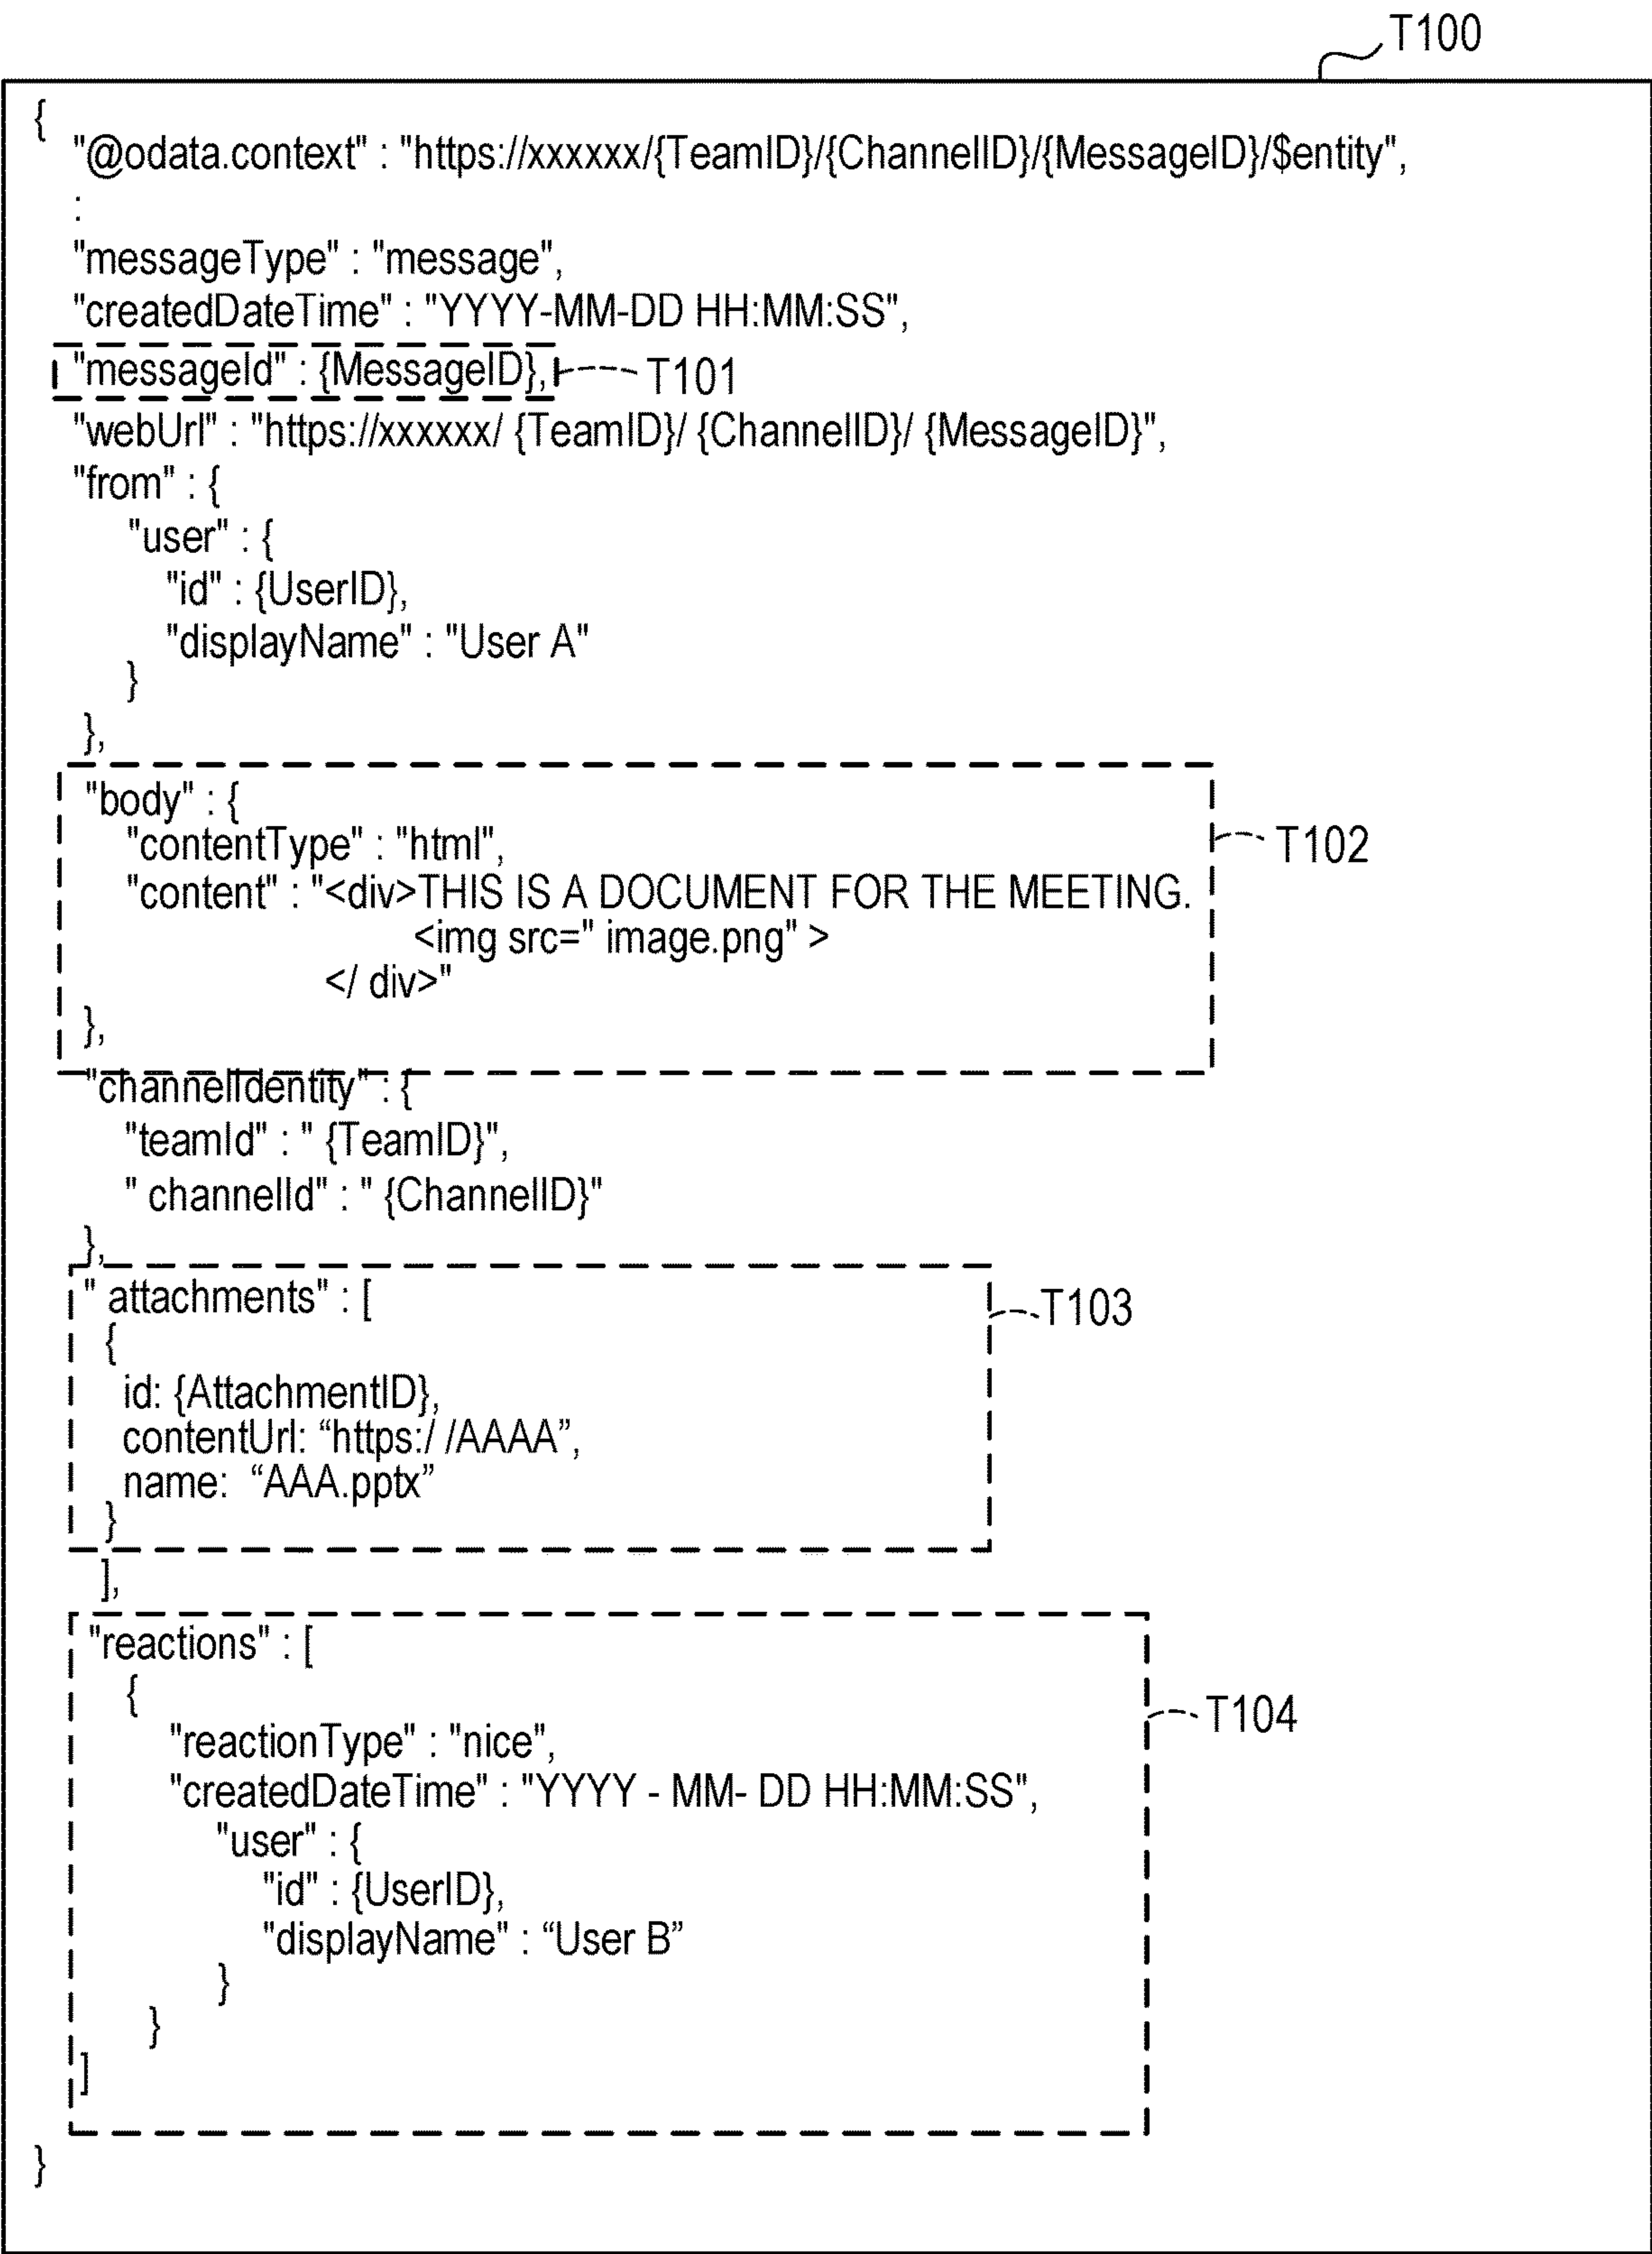 T100
{
"@odata.context" : "https://xxxxxx/{TeamID}/{ChannelID}/{MessageID}/$entity",
:
"messageType" : "message",
"createdDateTime" : "YYYY-MM-DD HH:MM:SS",
"messageId" : {MessageID}, T101
"webUrl" : "https://xxxxxx/ {TeamID}/ {ChannelID}/ {MessageID}",
"from" : {
"user" : {
"id" : {UserID},
"displayName" : "User A"
}
},
"body" : {
"contentType" : "html", T102
"content" : "<div>THIS IS A DOCUMENT FOR THE MEETING.
<img src=" image.png" >
</ div>"
},
"channelIdentity" : {
"teamId" : " {TeamID}",
" channelId" : " {ChannelID}"
},
" attachments" : [ T103
{
id: {AttachmentID},
contentUrl: “https:/ /AAAA”,
name: “AAA.pptx”
}
],
"reactions" : [
{
"reactionType" : "nice", T104
"createdDateTime" : "YYYY - MM- DD HH:MM:SS",
"user" : {
"id" : {UserID},
"displayName" : “User B”
}
}
]
}